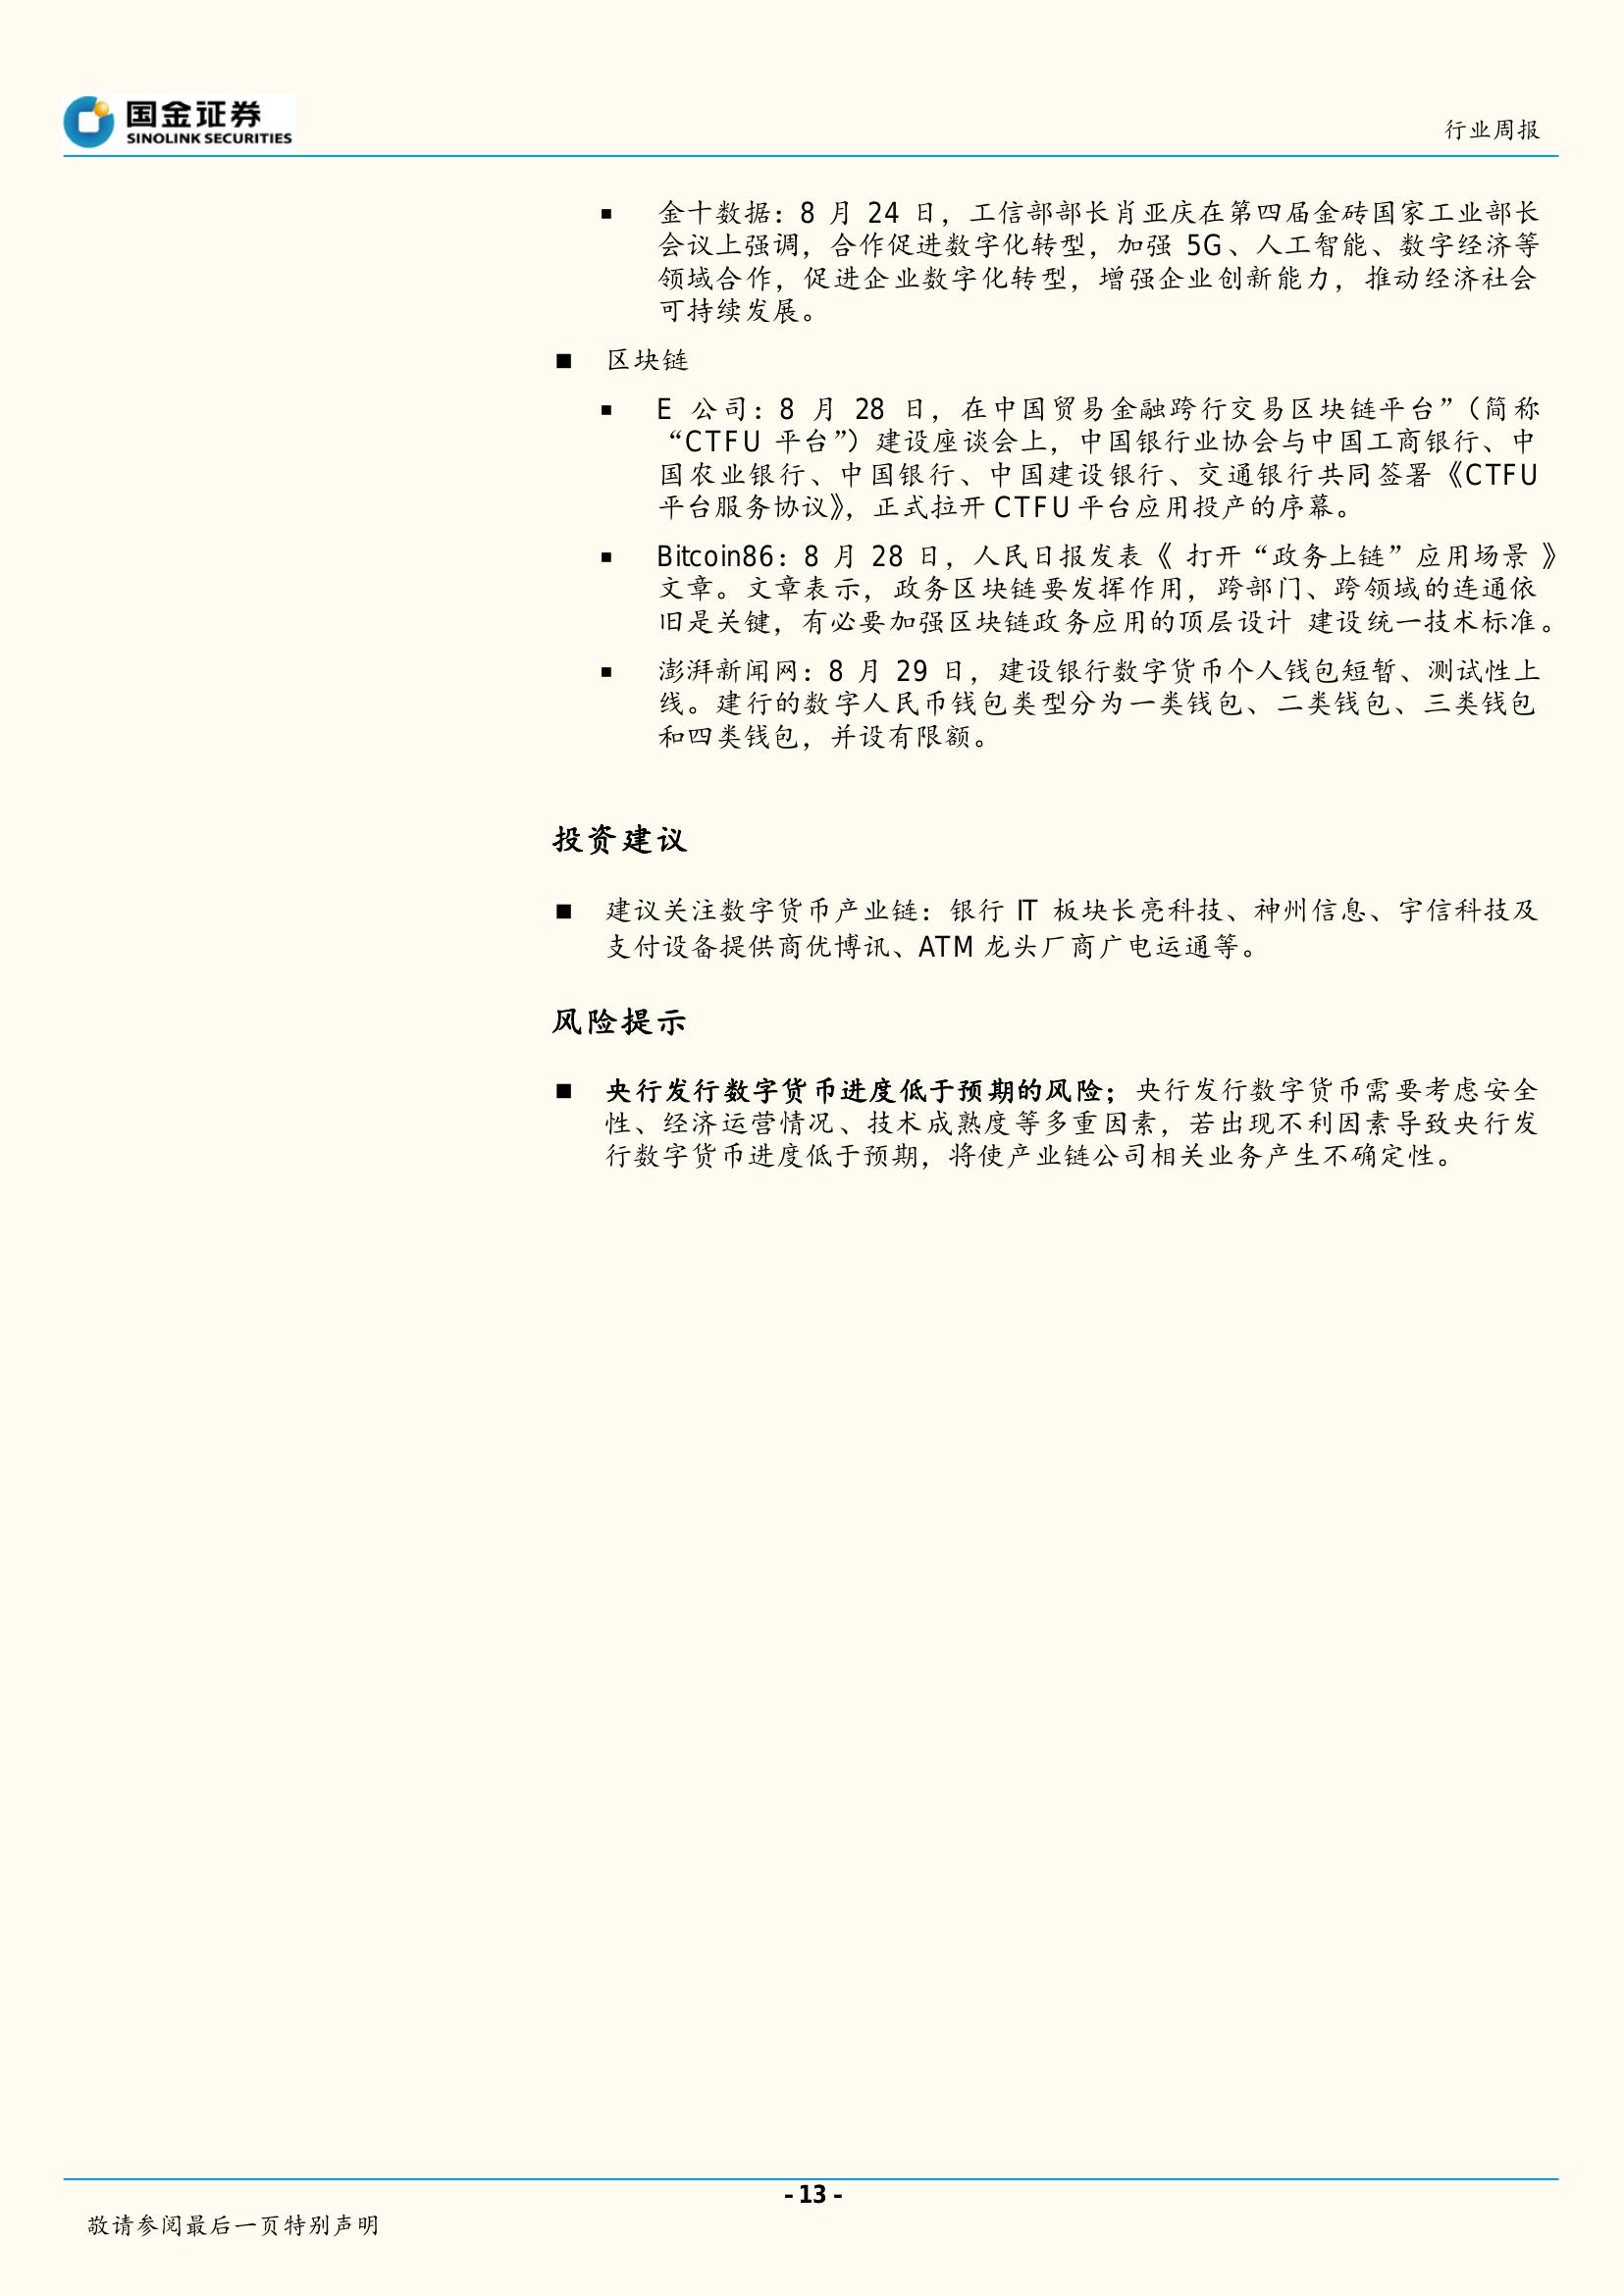 国金证券
SINOLINK SECURITIES
行业周报
▪ 金十数据：8 月 24 日，工信部部长肖亚庆在第四届金砖国家工业部长
会议上强调，合作促进数字化转型，加强 5G、人工智能、数字经济等
领域合作，促进企业数字化转型，增强企业创新能力，推动经济社会
可持续发展。
■ 区块链
▪ E 公司：8 月 28 日，在中国贸易金融跨行交易区块链平台”（简称
“CTFU 平台”）建设座谈会上，中国银行业协会与中国工商银行、中
国农业银行、中国银行、中国建设银行、交通银行共同签署《CTFU
平台服务协议》，正式拉开 CTFU 平台应用投产的序幕。
▪ Bitcoin86：8 月 28 日，人民日报发表《 打开“政务上链”应用场景 》
文章。文章表示，政务区块链要发挥作用，跨部门、跨领域的连通依
旧是关键，有必要加强区块链政务应用的顶层设计 建设统一技术标准。
▪ 澎湃新闻网：8 月 29 日，建设银行数字货币个人钱包短暂、测试性上
线。建行的数字人民币钱包类型分为一类钱包、二类钱包、三类钱包
和四类钱包，并设有限额。
投资建议
■ 建议关注数字货币产业链：银行 IT 板块长亮科技、神州信息、宇信科技及
支付设备提供商优博讯、ATM 龙头厂商广电运通等。
风险提示
■ 央行发行数字货币进度低于预期的风险；央行发行数字货币需要考虑安全
性、经济运营情况、技术成熟度等多重因素，若出现不利因素导致央行发
行数字货币进度低于预期，将使产业链公司相关业务产生不确定性。
- 13 -
敬请参阅最后一页特别声明